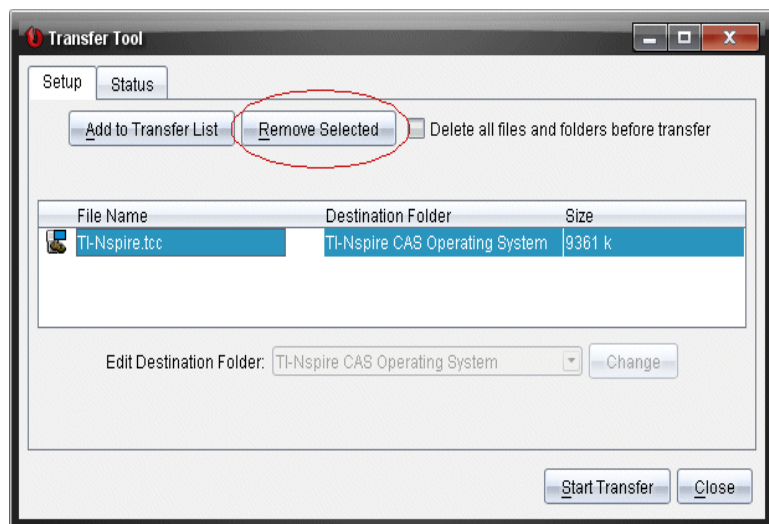 Transfer Tool
Setup Status
Add to Transfer List Remove Selected Delete all files and folders before transfer
File Name Destination Folder Size
TI-Nspire.tcc TI-Nspire CAS Operating System 9361 k
Edit Destination Folder: TI-Nspire CAS Operating System Change
Start Transfer Close